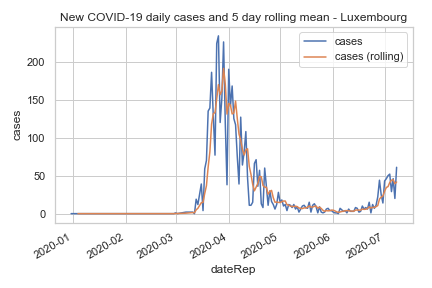 New COVID-19 daily cases and 5 day rolling mean - Luxembourg
cases
cases (rolling)
200
150
100
50
0
cases
2020-01
2020-02
2020-03
2020-04
2020-05
2020-06
2020-07
dateRep